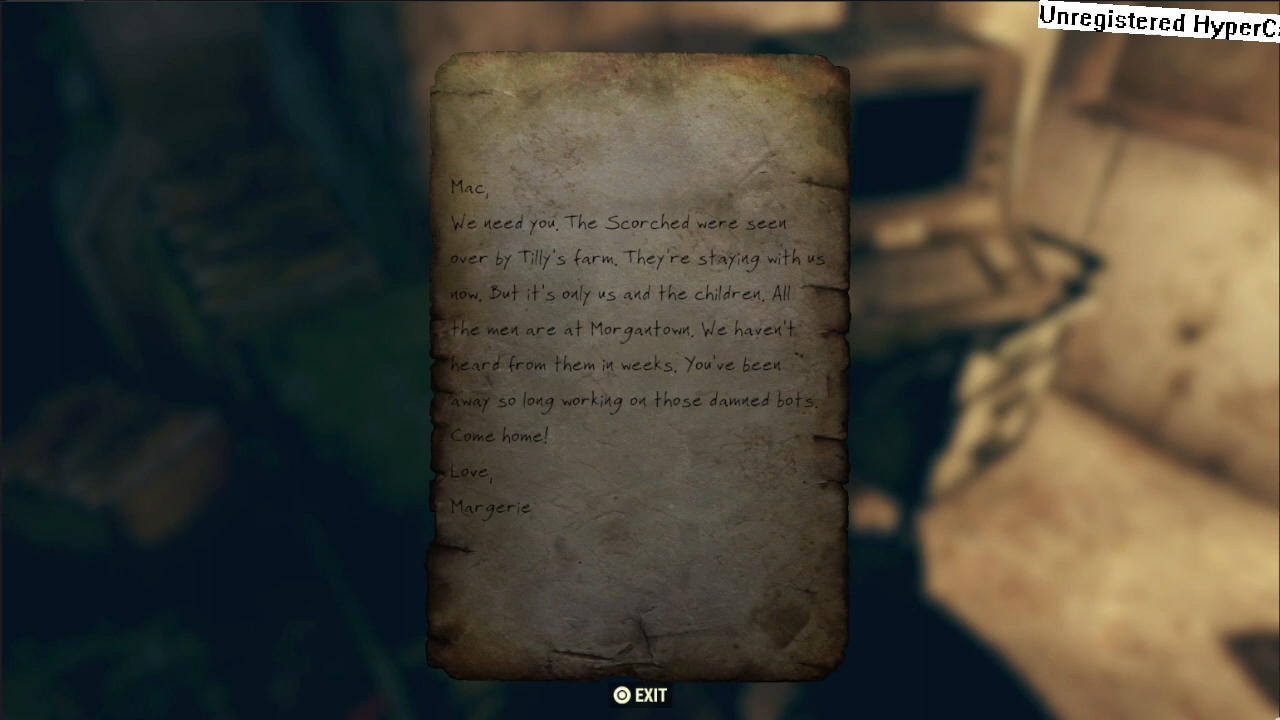 Unregistered HyperCa
Mac,
We need you. The Scorched were seen
over by Tilly's farm. They're staying with us
now. But it's only us and the children. All
the men are at Morgantown. We haven't
heard from them in weeks. You've been
away so long working on those damned bots.
Come home!
Love,
Margerie
EXIT